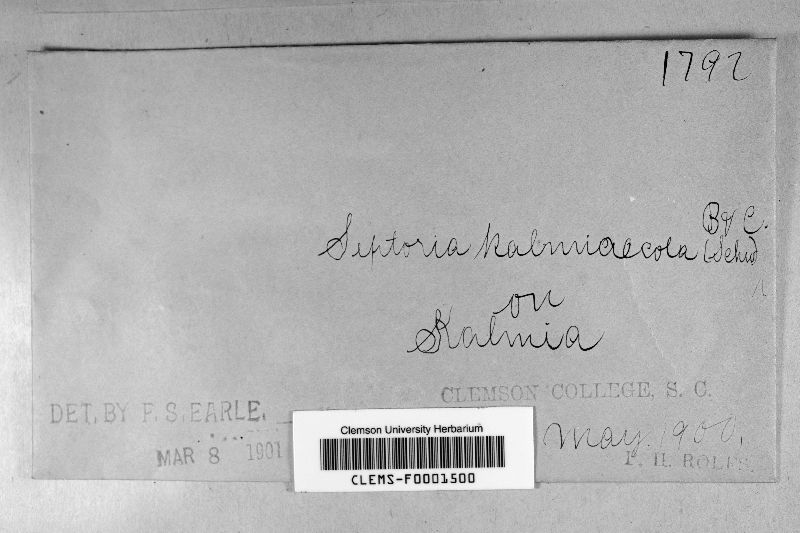 1792
B & C.
Septoria kalmiaecola (Schw
on
Kalmia
CLEMSON COLLEGE, S. C.
DET. BY F. S. EARLE.
May. 1900.
MAR 8 1901
P. H. ROLFS.
Clemson University Herbarium
CLEMS-F0001500